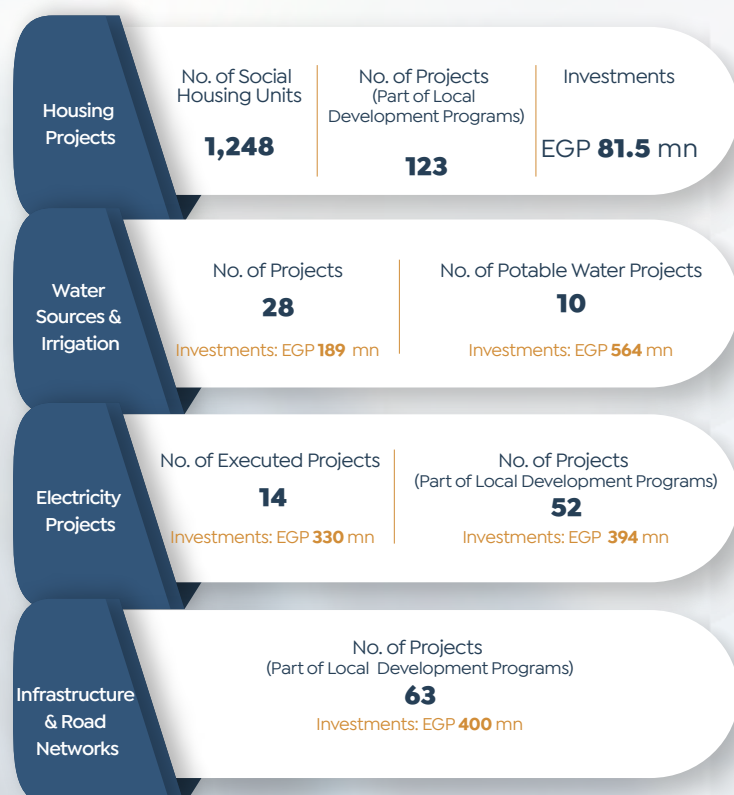 Housing
Projects
No. of Social
Housing Units
1,248
No. of Projects
(Part of Local
Development Programs)
123
Investments
EGP 81.5 mn
Water
Sources &
Irrigation
No. of Projects
28
Investments: EGP 189 mn
No. of Potable Water Projects
10
Investments: EGP 564 mn
Electricity
Projects
No. of Executed Projects
14
Investments: EGP 330 mn
No. of Projects
(Part of Local Development Programs)
52
Investments: EGP 394 mn
Infrastructure
& Road
Networks
No. of Projects
(Part of Local Development Programs)
63
Investments: EGP 400 mn